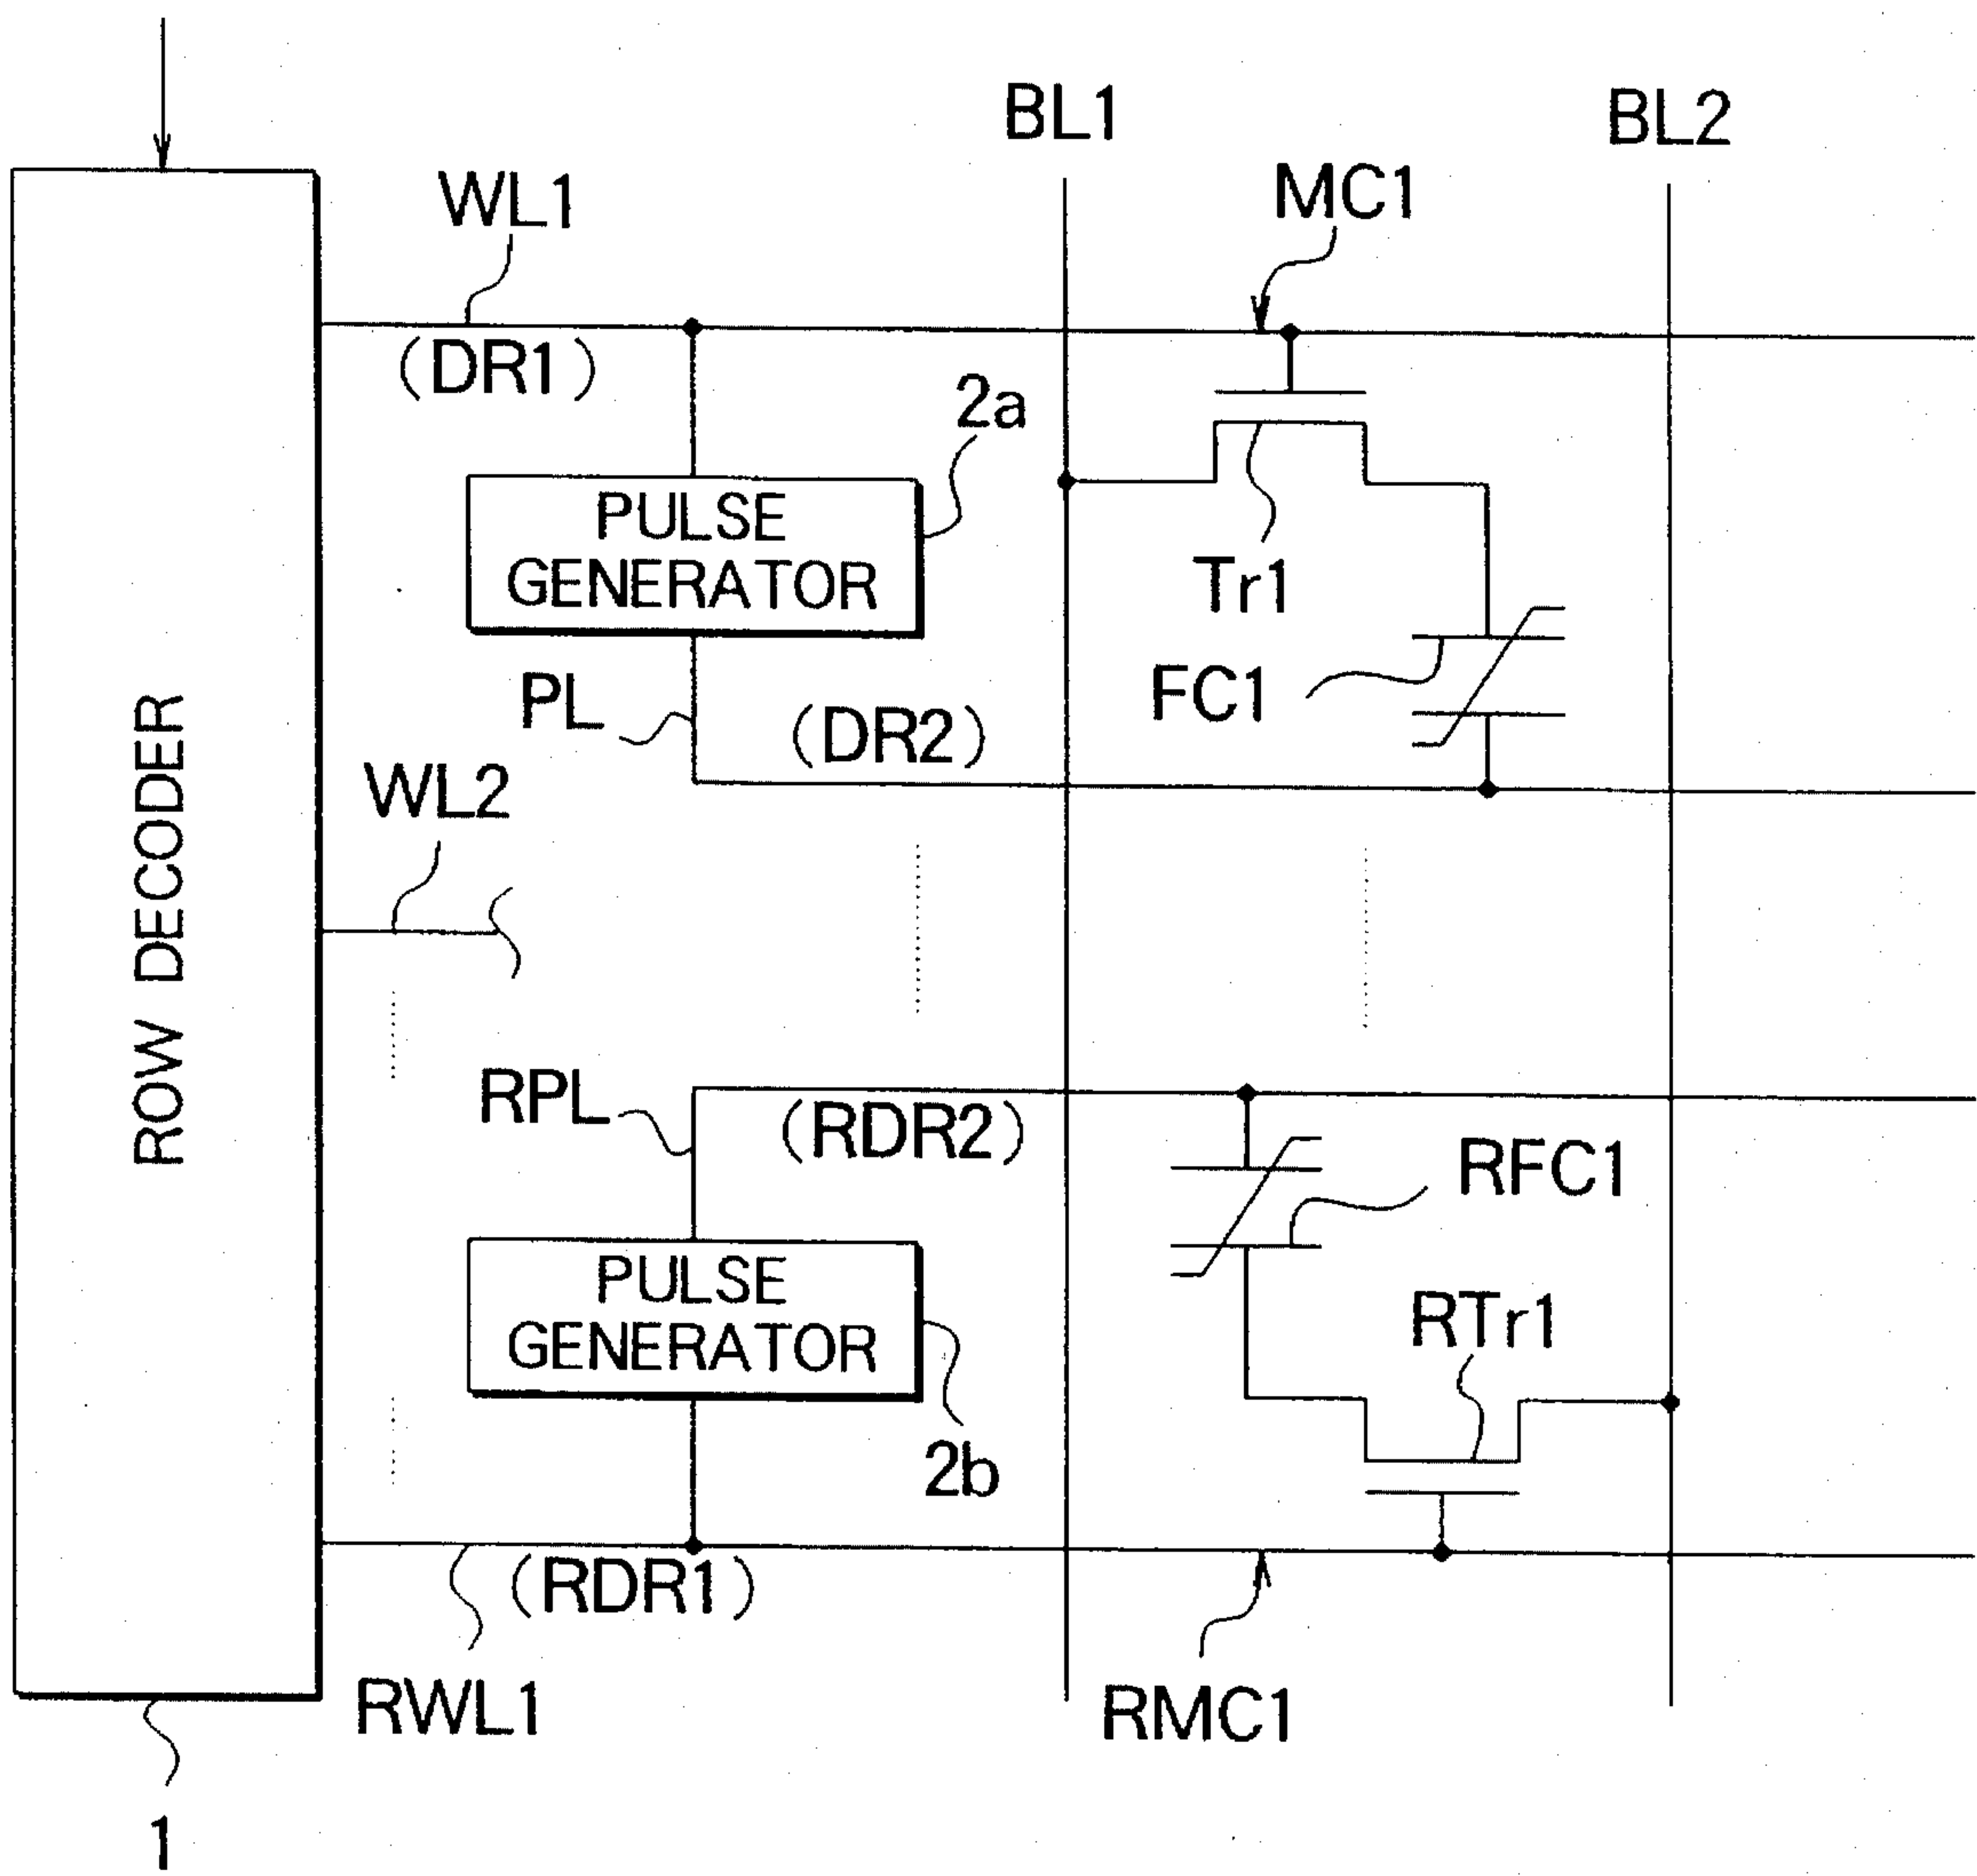 BL1
BL2
WL1
MC1
(DR1)
2a
PULSE
GENERATOR
Tr1
PL
(DR2)
FC1
WL2
ROW DECODER
RPL
(RDR2)
RFC1
PULSE
GENERATOR
RTr1
2b
(RDR1)
RWL1
RMC1
1